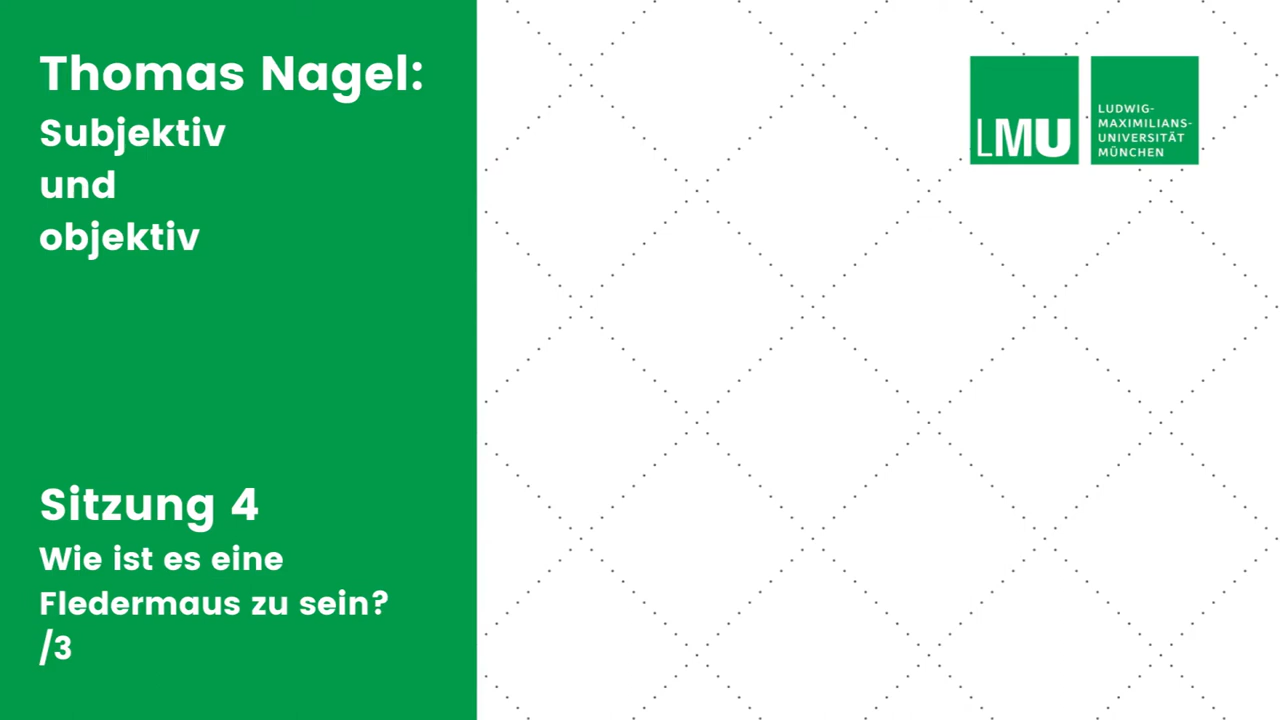 Thomas Nagel:
Subjektiv
und
objektiv
Sitzung 4
Wie ist es eine
Fledermaus zu sein?
/3
LMU
LUDWIG-
MAXIMILIANS-
UNIVERSITÄT
MÜNCHEN